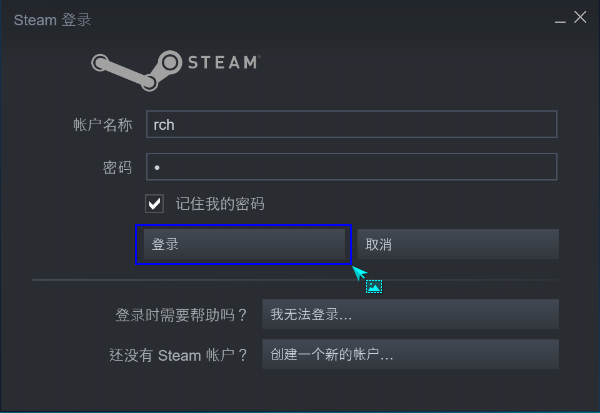 Steam 登录
STEAM
帐户名称 rch
密码 •
记住我的密码
登录 取消
登录时需要帮助吗？ 我无法登录...
还没有 Steam 帐户？ 创建一个新的帐户...